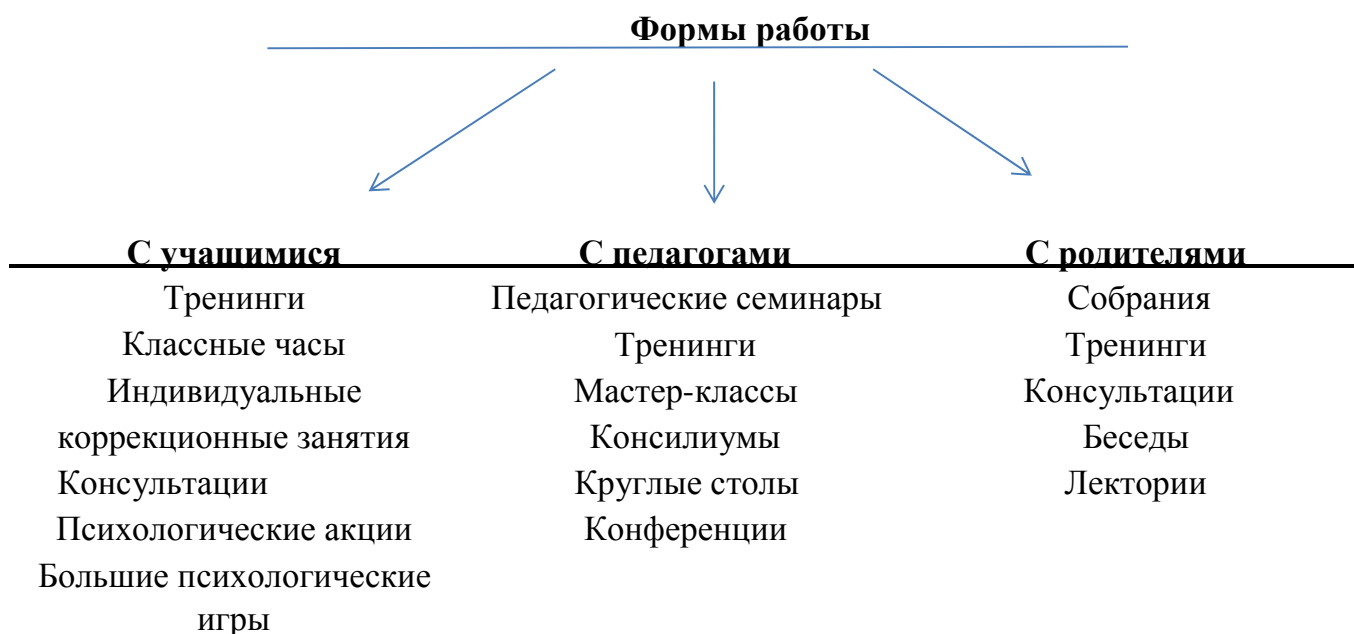 Формы работы
С учащимися
Тренинги
Классные часы
Индивидуальные
коррекционные занятия
Консультации
Психологические акции
Большие психологические
игры
С педагогами
Педагогические семинары
Тренинги
Мастер-классы
Консилиумы
Круглые столы
Конференции
С родителями
Собрания
Тренинги
Консультации
Беседы
Лектории